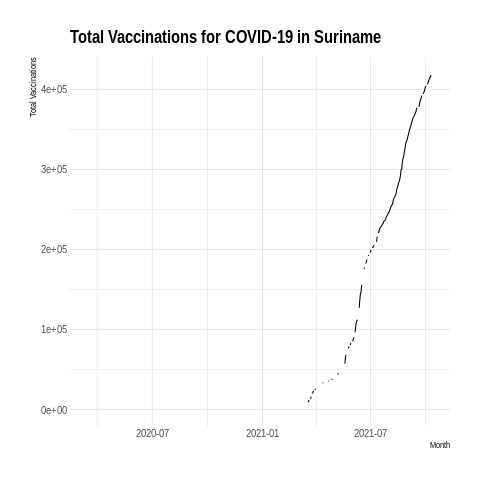 Total Vaccinations for COVID-19 in Suriname
Total Vaccinations
4e+05
3e+05
2e+05
1e+05
0e+00
2020-07
2021-01
2021-07
Month